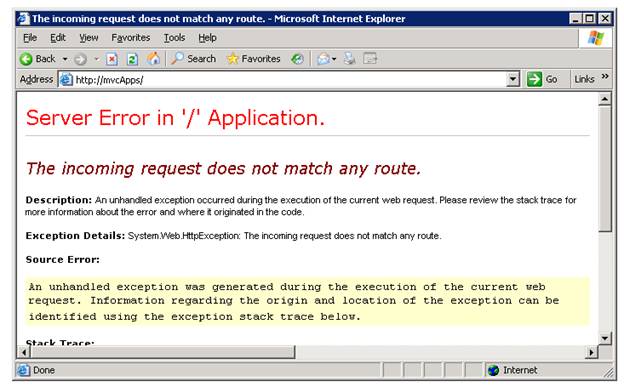 The incoming request does not match any route. - Microsoft Internet Explorer
File Edit View Favorites Tools Help
Back Search Favorites
Address http://mvcApps/ Go Links »
Server Error in '/' Application.
The incoming request does not match any route.
Description: An unhandled exception occurred during the execution of the current web request. Please review the stack trace for
more information about the error and where it originated in the code.
Exception Details: System.Web.HttpException: The incoming request does not match any route.
Source Error:
An unhandled exception was generated during the execution of the current web
request. Information regarding the origin and location of the exception can be
identified using the exception stack trace below.
Stack Trace:
Done Internet